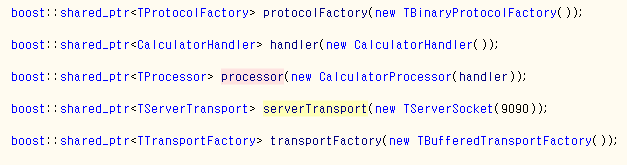 boost::shared_ptr<TProtocolFactory> protocolFactory(new TBinaryProtocolFactory());
boost::shared_ptr<CalculatorHandler> handler(new CalculatorHandler());
boost::shared_ptr<TProcessor> processor(new CalculatorProcessor(handler));
boost::shared_ptr<TServerTransport> serverTransport(new TServerSocket(9090));
boost::shared_ptr<TTransportFactory> transportFactory(new TBufferedTransportFactory());